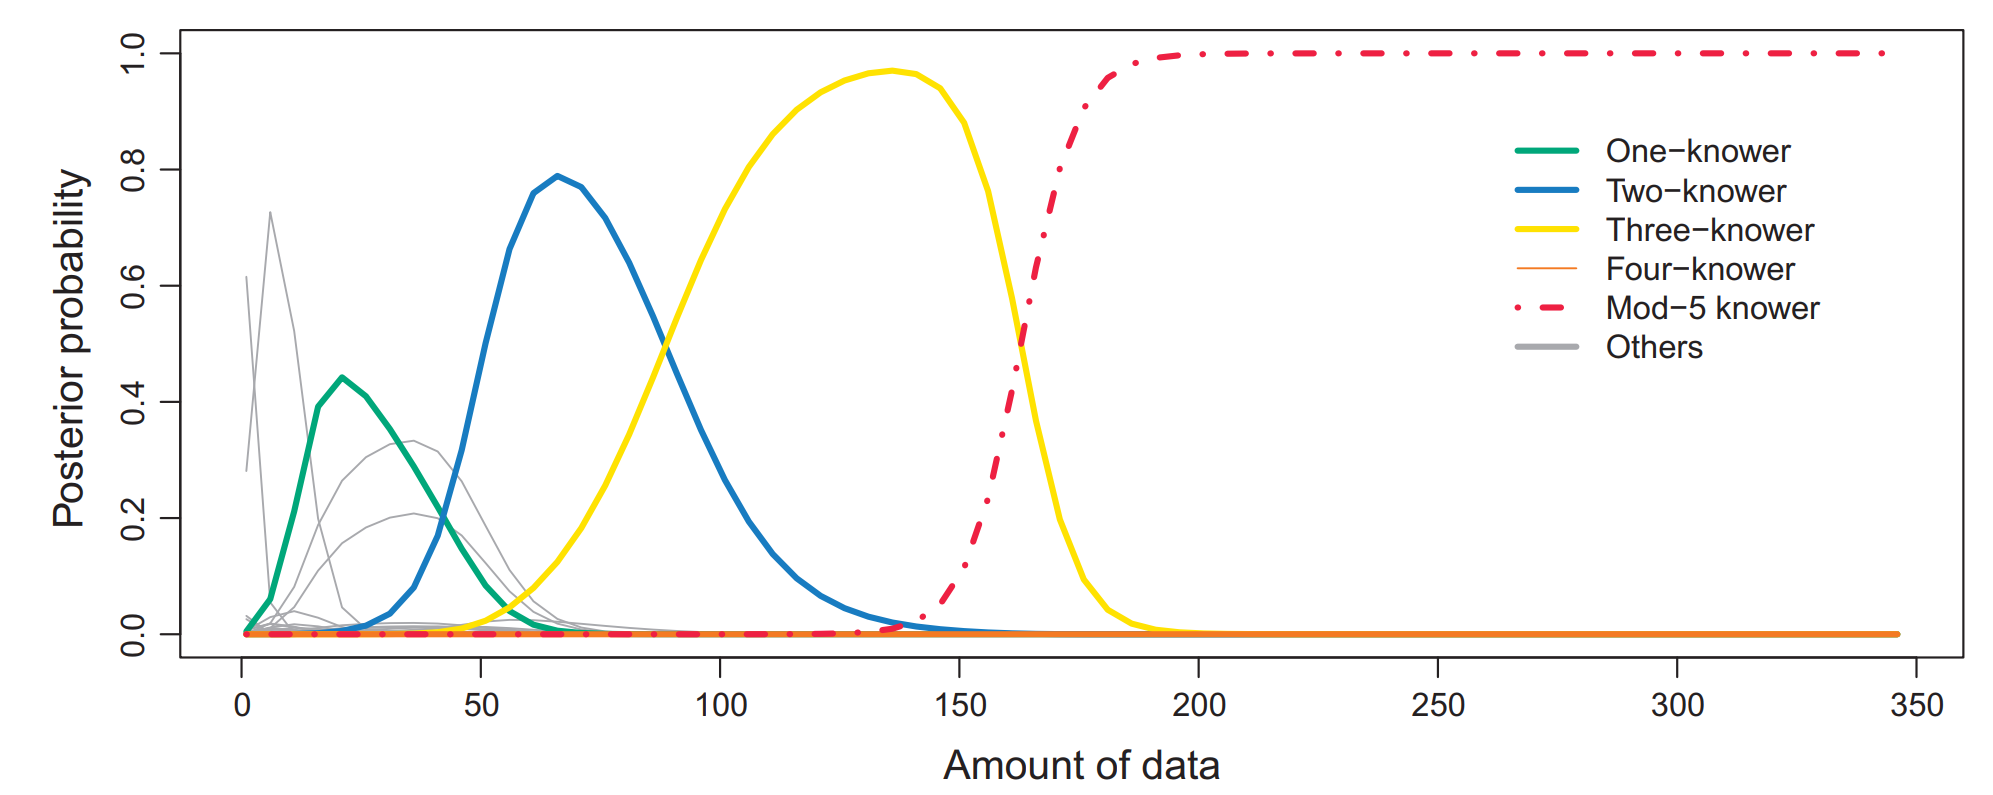 Posterior probability
1.0
0.8
0.6
0.4
0.2
0.0
One−knower
Two−knower
Three−knower
Four−knower
Mod−5 knower
Others
0 50 100 150 200 250 300 350
Amount of data